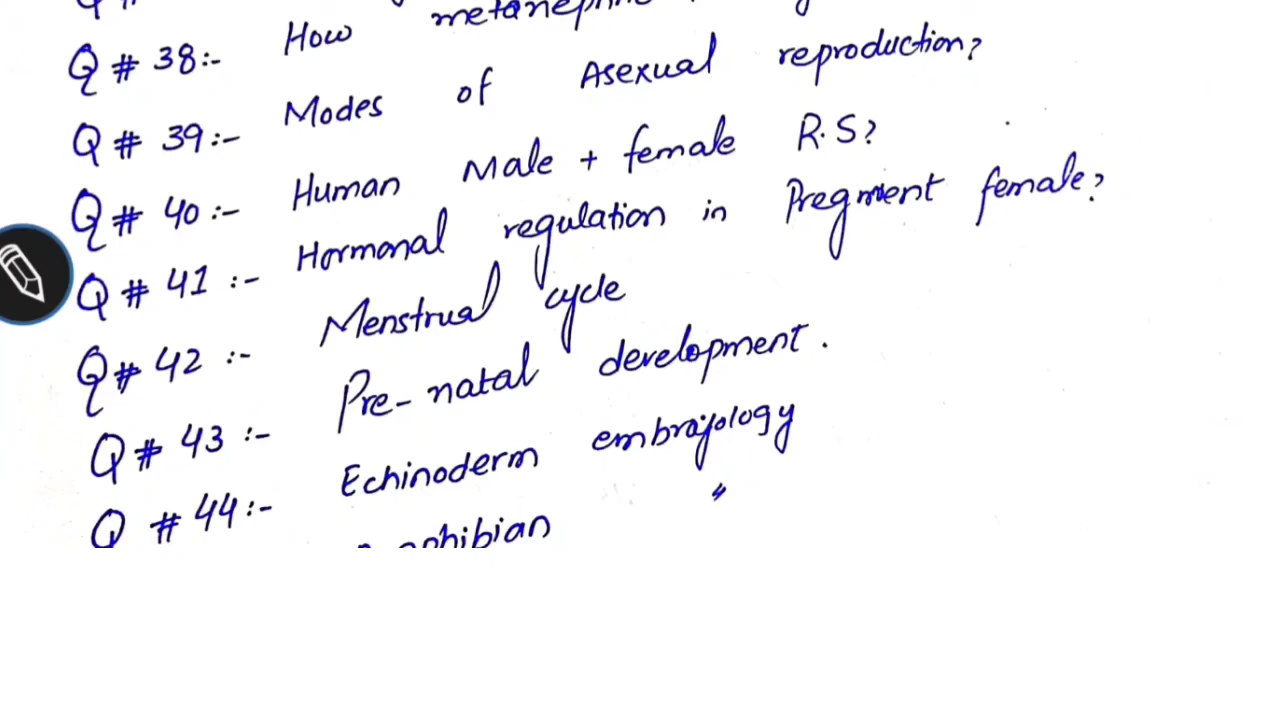 Q # 38:- How
Q # 39:- Modes of Asexual reproduction?
Q # 40:- Human Male + female R.S?
Q # 41:- Hormonal regulation in Pregment female?
Q # 42:- Menstrual cycle
Q # 43:- Pre-natal development.
Q # 44:- Echinoderm embryology
"